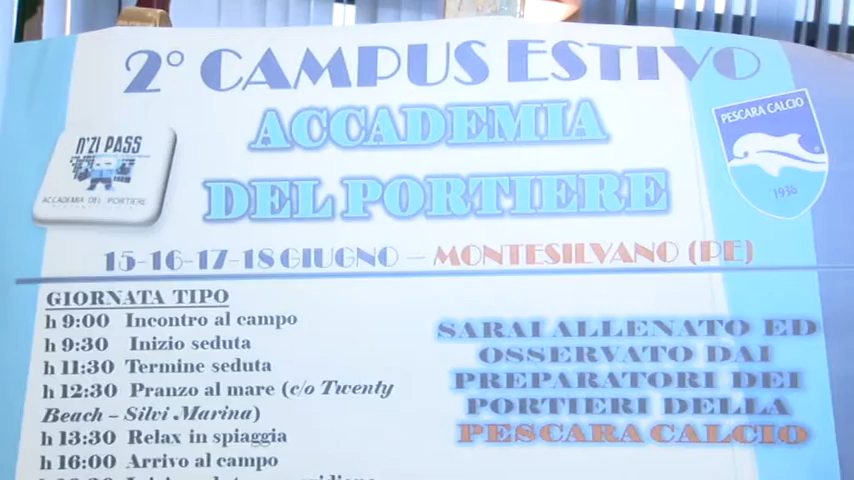 2° CAMPUS ESTIVO
ACCADEMIA
DEL PORTIERE
N'ZI PASS
ACCADEMIA DEL PORTIERE
PESCARA CALCIO
1936
15-16-17-18 GIUGNO – MONTESILVANO (PE)
GIORNATA TIPO
h 9:00 Incontro al campo
h 9:30 Inizio seduta
h 11:30 Termine seduta
h 12:30 Pranzo al mare (c/o Twenty
Beach – Silvi Marina)
h 13:30 Relax in spiaggia
h 16:00 Arrivo al campo
SARAI ALLENATO ED
OSSERVATO DAI
PREPARATORI DEI
PORTIERI DELLA
PESCARA CALCIO